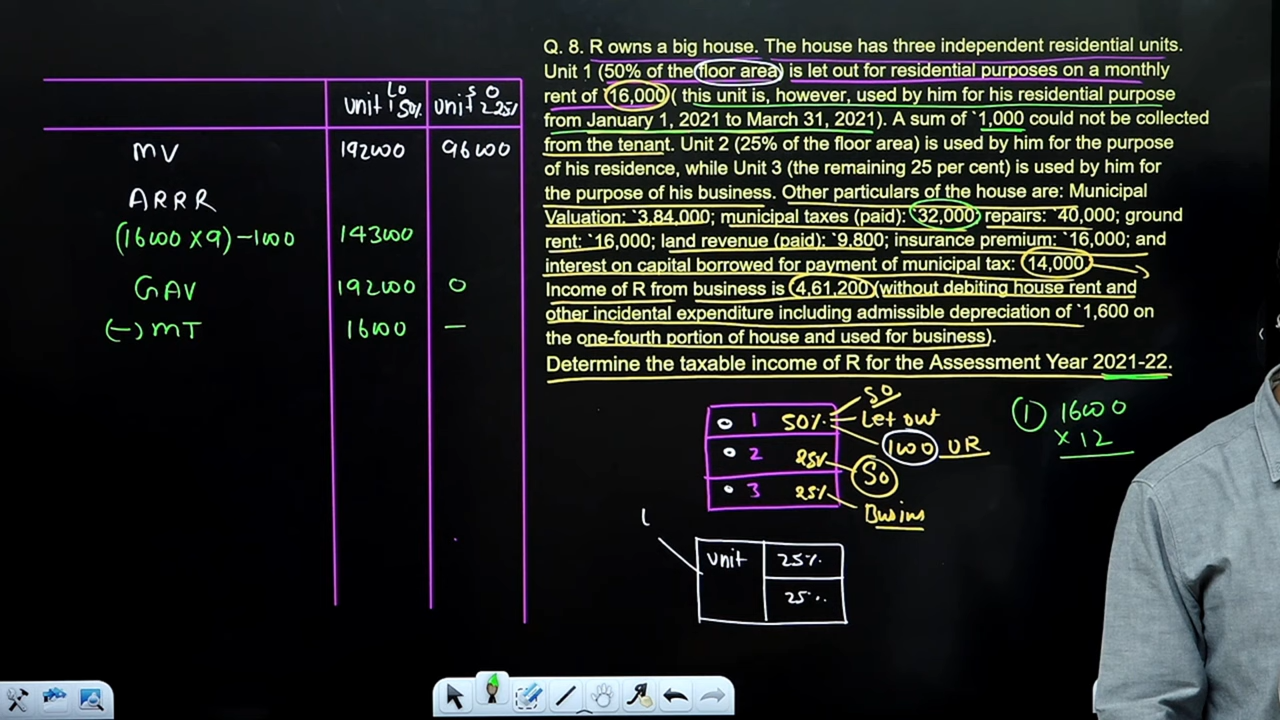 Q. 8. R owns a big house. The house has three independent residential units.
Unit 1 (50% of the floor area) is let out for residential purposes on a monthly
rent of `16,000 ( this unit is, however, used by him for his residential purpose
from January 1, 2021 to March 31, 2021). A sum of `1,000 could not be collected
from the tenant. Unit 2 (25% of the floor area) is used by him for the purpose
of his residence, while Unit 3 (the remaining 25 per cent) is used by him for
the purpose of his business. Other particulars of the house are: Municipal
Valuation: `3,84,000; municipal taxes (paid): `32,000; repairs: `40,000; ground
rent: `16,000; land revenue (paid): `9,800; insurance premium: `16,000; and
interest on capital borrowed for payment of municipal tax: 14,000
Income of R from business is `4,61,200 (without debiting house rent and
other incidental expenditure including admissible depreciation of `1,600 on
the one-fourth portion of house and used for business).
Determine the taxable income of R for the Assessment Year 2021-22.
LO SO
Unit 1 50% Unit 2 25%
MV 192000 96000
ARRR
(16000 X 9) - 1000 143000
GAV 192000 0
(-) MT 16000 —
1 50% SO
Let out
1000 UR
2 25% SO
3 25% Busins
① 16000
X 12
Unit 25%
25%